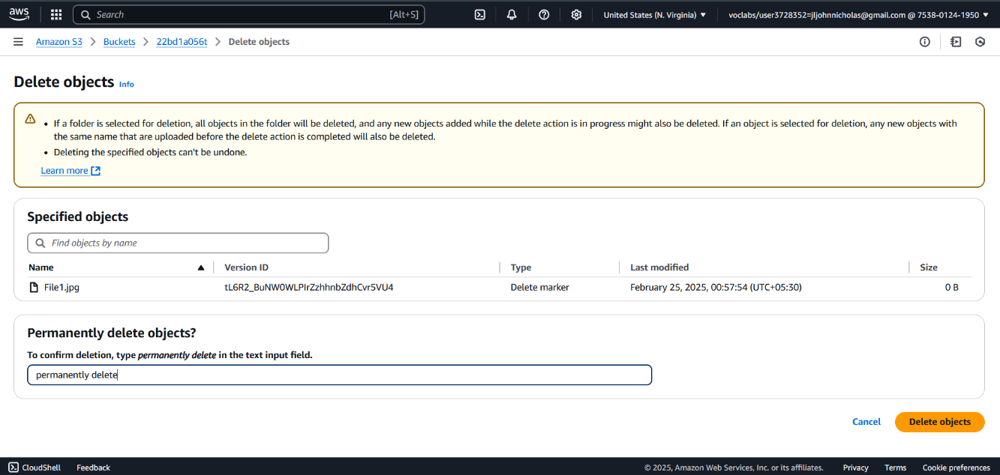 aws
Search
[Alt+S]
United States (N. Virginia)
voclabs/user3728352=jljohnnicholas@gmail.com @ 7538-0124-1950
Amazon S3
Buckets
22bd1a056t
Delete objects
Delete objects Info
If a folder is selected for deletion, all objects in the folder will be deleted, and any new objects added while the delete action is in progress might also be deleted. If an object is selected for deletion, any new objects with
the same name that are uploaded before the delete action is completed will also be deleted.
Deleting the specified objects can't be undone.
Learn more
Specified objects
Find objects by name
Name Version ID Type Last modified Size
File1.jpg tL6R2_BuNW0WLPIrZzhhnbZdhCvr5VU4 Delete marker February 25, 2025, 00:57:54 (UTC+05:30) 0 B
Permanently delete objects?
To confirm deletion, type permanently delete in the text input field.
permanently delete
Cancel Delete objects
CloudShell Feedback © 2025, Amazon Web Services, Inc. or its affiliates. Privacy Terms Cookie preferences